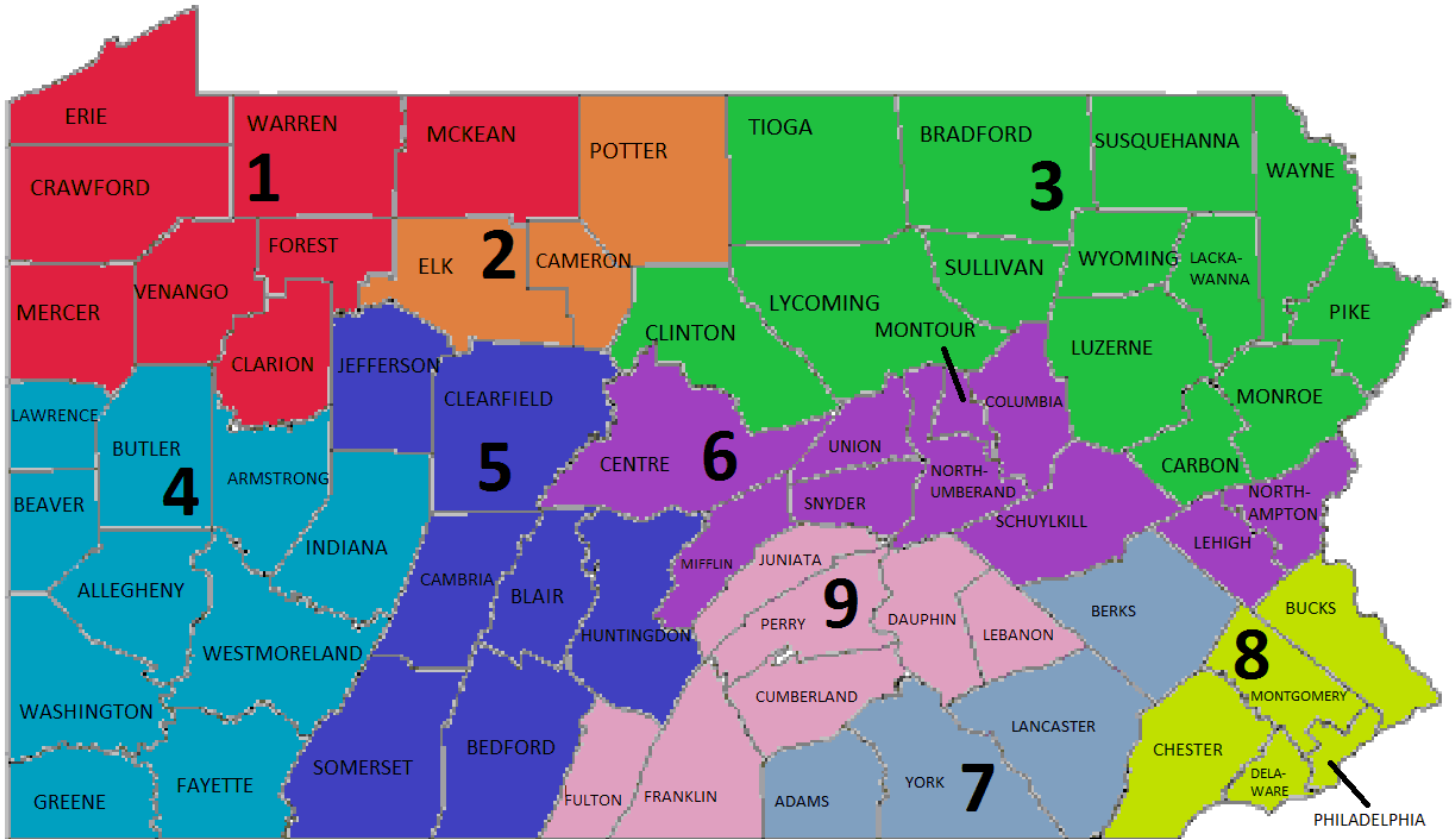 ERIE
WARREN
MCKEAN
POTTER
TIOGA
BRADFORD
SUSQUEHANNA
WAYNE
CRAWFORD
1
3
FOREST
ELK
2
CAMERON
SULLIVAN
WYOMING
LACKA-
WANNA
MERCER
VENANGO
LYCOMING
PIKE
CLINTON
MONTOUR
LUZERNE
CLARION
JEFFERSON
CLEARFIELD
COLUMBIA
MONROE
LAWRENCE
BUTLER
UNION
4
ARMSTRONG
5
CENTRE
6
NORTH-
UMBERAND
CARBON
BEAVER
SNYDER
SCHUYLKILL
NORTH-
AMPTON
INDIANA
LEHIGH
ALLEGHENY
CAMBRIA
BLAIR
MIFFLIN
JUNIATA
9
BERKS
BUCKS
WESTMORELAND
HUNTINGDON
PERRY
DAUPHIN
LEBANON
8
WASHINGTON
CUMBERLAND
MONTGOMERY
BEDFORD
LANCASTER
CHESTER
SOMERSET
GREENE
FAYETTE
FULTON
FRANKLIN
ADAMS
YORK
7
DELA-
WARE
PHILADELPHIA